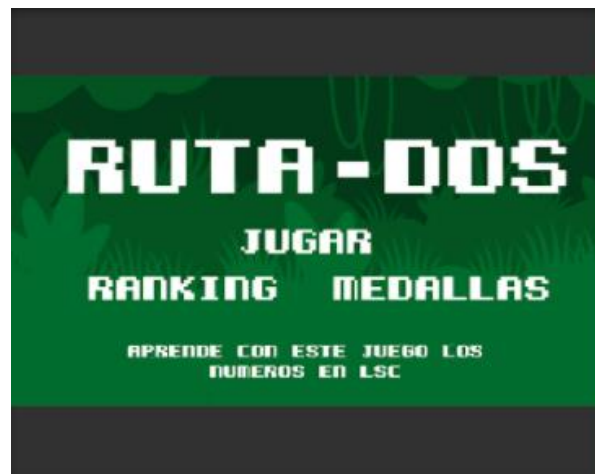 RUTA-DOS
JUGAR
RANKING MEDALLAS
APRENDE CON ESTE JUEGO LOS
NUMEROS EN LSC